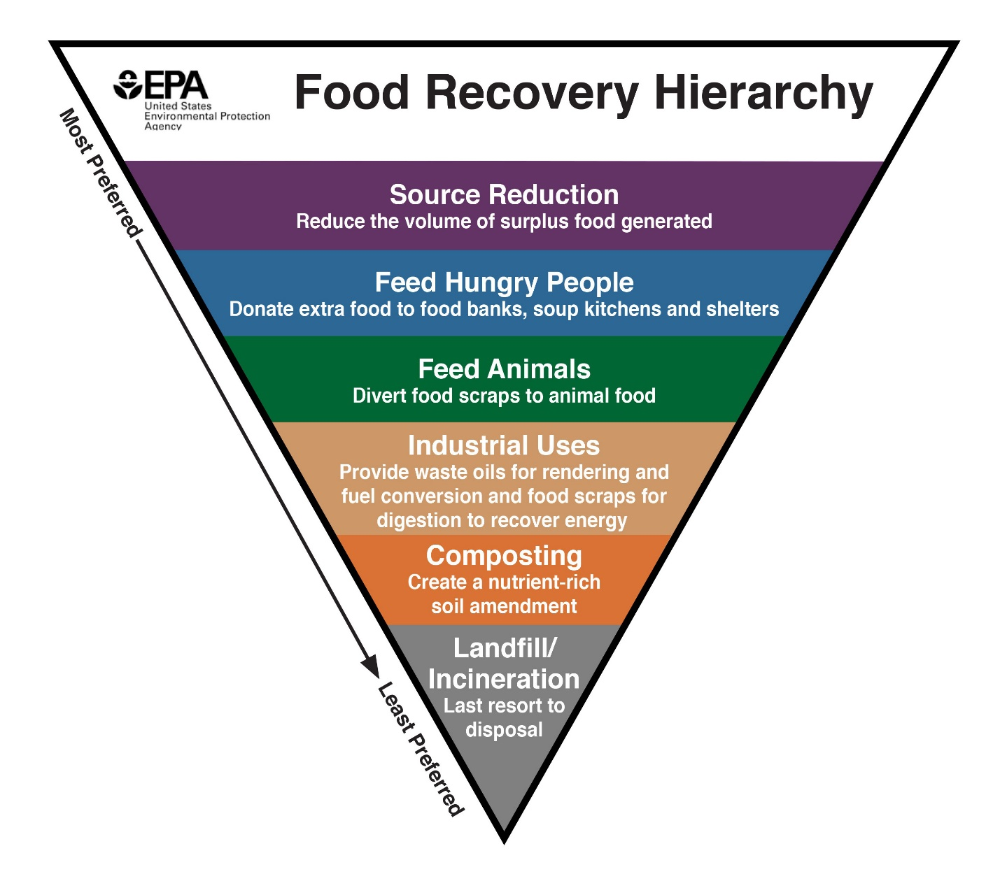 EPA
United States
Environmental Protection
Agency
Food Recovery Hierarchy
Most Preferred
Source Reduction
Reduce the volume of surplus food generated
Feed Hungry People
Donate extra food to food banks, soup kitchens and shelters
Feed Animals
Divert food scraps to animal food
Industrial Uses
Provide waste oils for rendering and
fuel conversion and food scraps for
digestion to recover energy
Composting
Create a nutrient-rich
soil amendment
Landfill/
Incineration
Last resort to
disposal
Least Preferred